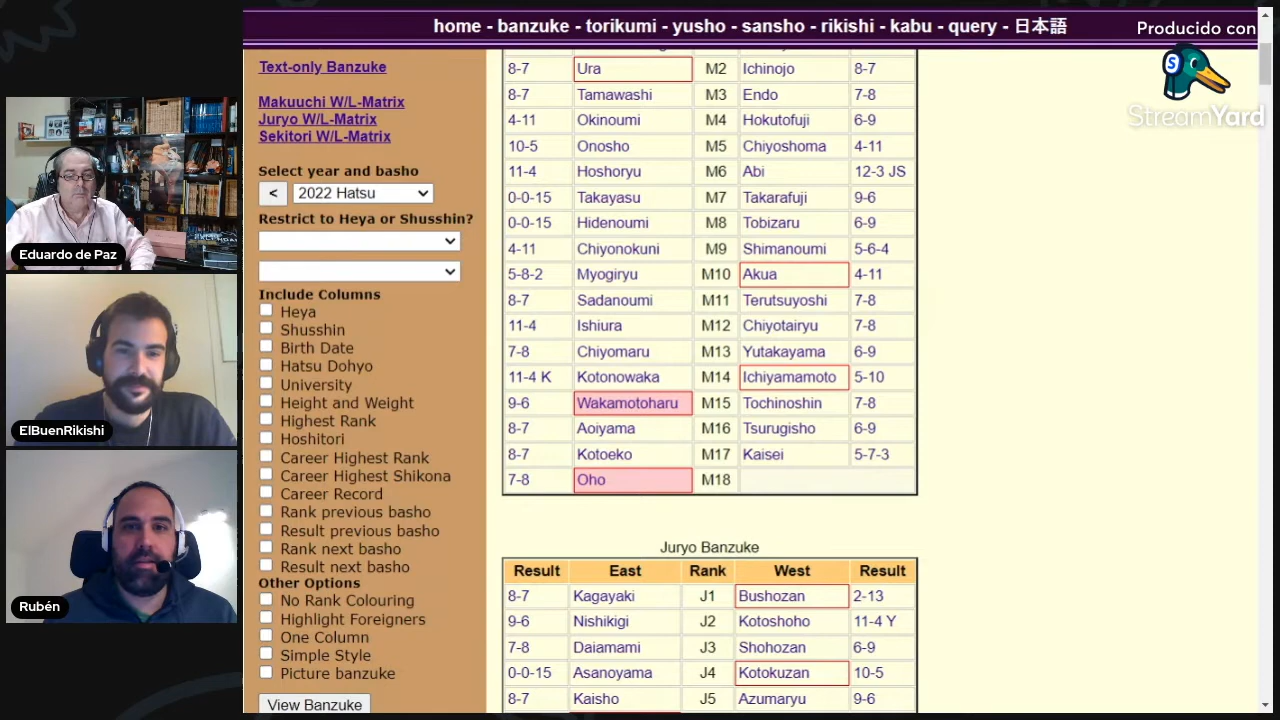 home - banzuke - torikumi - yusho - sansho - rikishi - kabu - query - 日本語
Producido con
StreamYard
Eduardo de Paz
ElBuenRikishi
Rubén
Text-only Banzuke
Makuuchi W/L-Matrix
Juryo W/L-Matrix
Sekitori W/L-Matrix
Select year and basho
< 2022 Hatsu
Restrict to Heya or Shusshin?
Include Columns
Heya
Shusshin
Birth Date
Hatsu Dohyo
University
Height and Weight
Highest Rank
Hoshitori
Career Highest Rank
Career Highest Shikona
Career Record
Rank previous basho
Result previous basho
Rank next basho
Result next basho
Other Options
No Rank Colouring
Highlight Foreigners
One Column
Simple Style
Picture banzuke
View Banzuke
8-7 Ura M2 Ichinojo 8-7
8-7 Tamawashi M3 Endo 7-8
4-11 Okinoumi M4 Hokutofuji 6-9
10-5 Onosho M5 Chiyoshoma 4-11
11-4 Hoshoryu M6 Abi 12-3 JS
0-0-15 Takayasu M7 Takarafuji 9-6
0-0-15 Hidenoumi M8 Tobizaru 6-9
4-11 Chiyonokuni M9 Shimanoumi 5-6-4
5-8-2 Myogiryu M10 Akua 4-11
8-7 Sadanoumi M11 Terutsuyoshi 7-8
11-4 Ishiura M12 Chiyotairyu 7-8
7-8 Chiyomaru M13 Yutakayama 6-9
11-4 K Kotonowaka M14 Ichiyamamoto 5-10
9-6 Wakamotoharu M15 Tochinoshin 7-8
8-7 Aoiyama M16 Tsurugisho 6-9
8-7 Kotoeko M17 Kaisei 5-7-3
7-8 Oho M18
Juryo Banzuke
Result East Rank West Result
8-7 Kagayaki J1 Bushozan 2-13
9-6 Nishikigi J2 Kotoshoho 11-4 Y
7-8 Daiamami J3 Shohozan 6-9
0-0-15 Asanoyama J4 Kotokuzan 10-5
8-7 Kaisho J5 Azumaryu 9-6